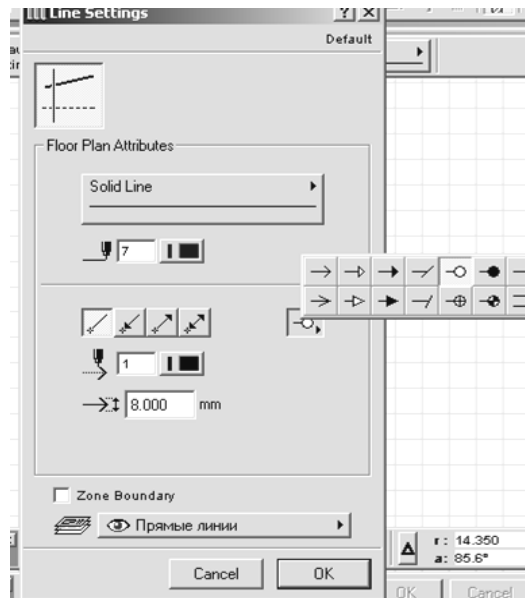 Line Settings
Default
Floor Plan Attributes
Solid Line
7
1
8.000 mm
Zone Boundary
Прямые линии
r: 14.350
a: 85.6°
Cancel OK
OK Cancel